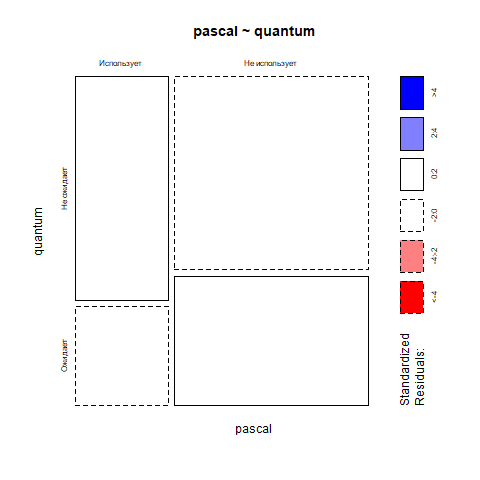 pascal ~ quantum
Использует
Не использует
Не ожидает
Ожидает
quantum
pascal
>4
2:4
0:2
-2:0
-4:-2
<-4
Standardized
Residuals: